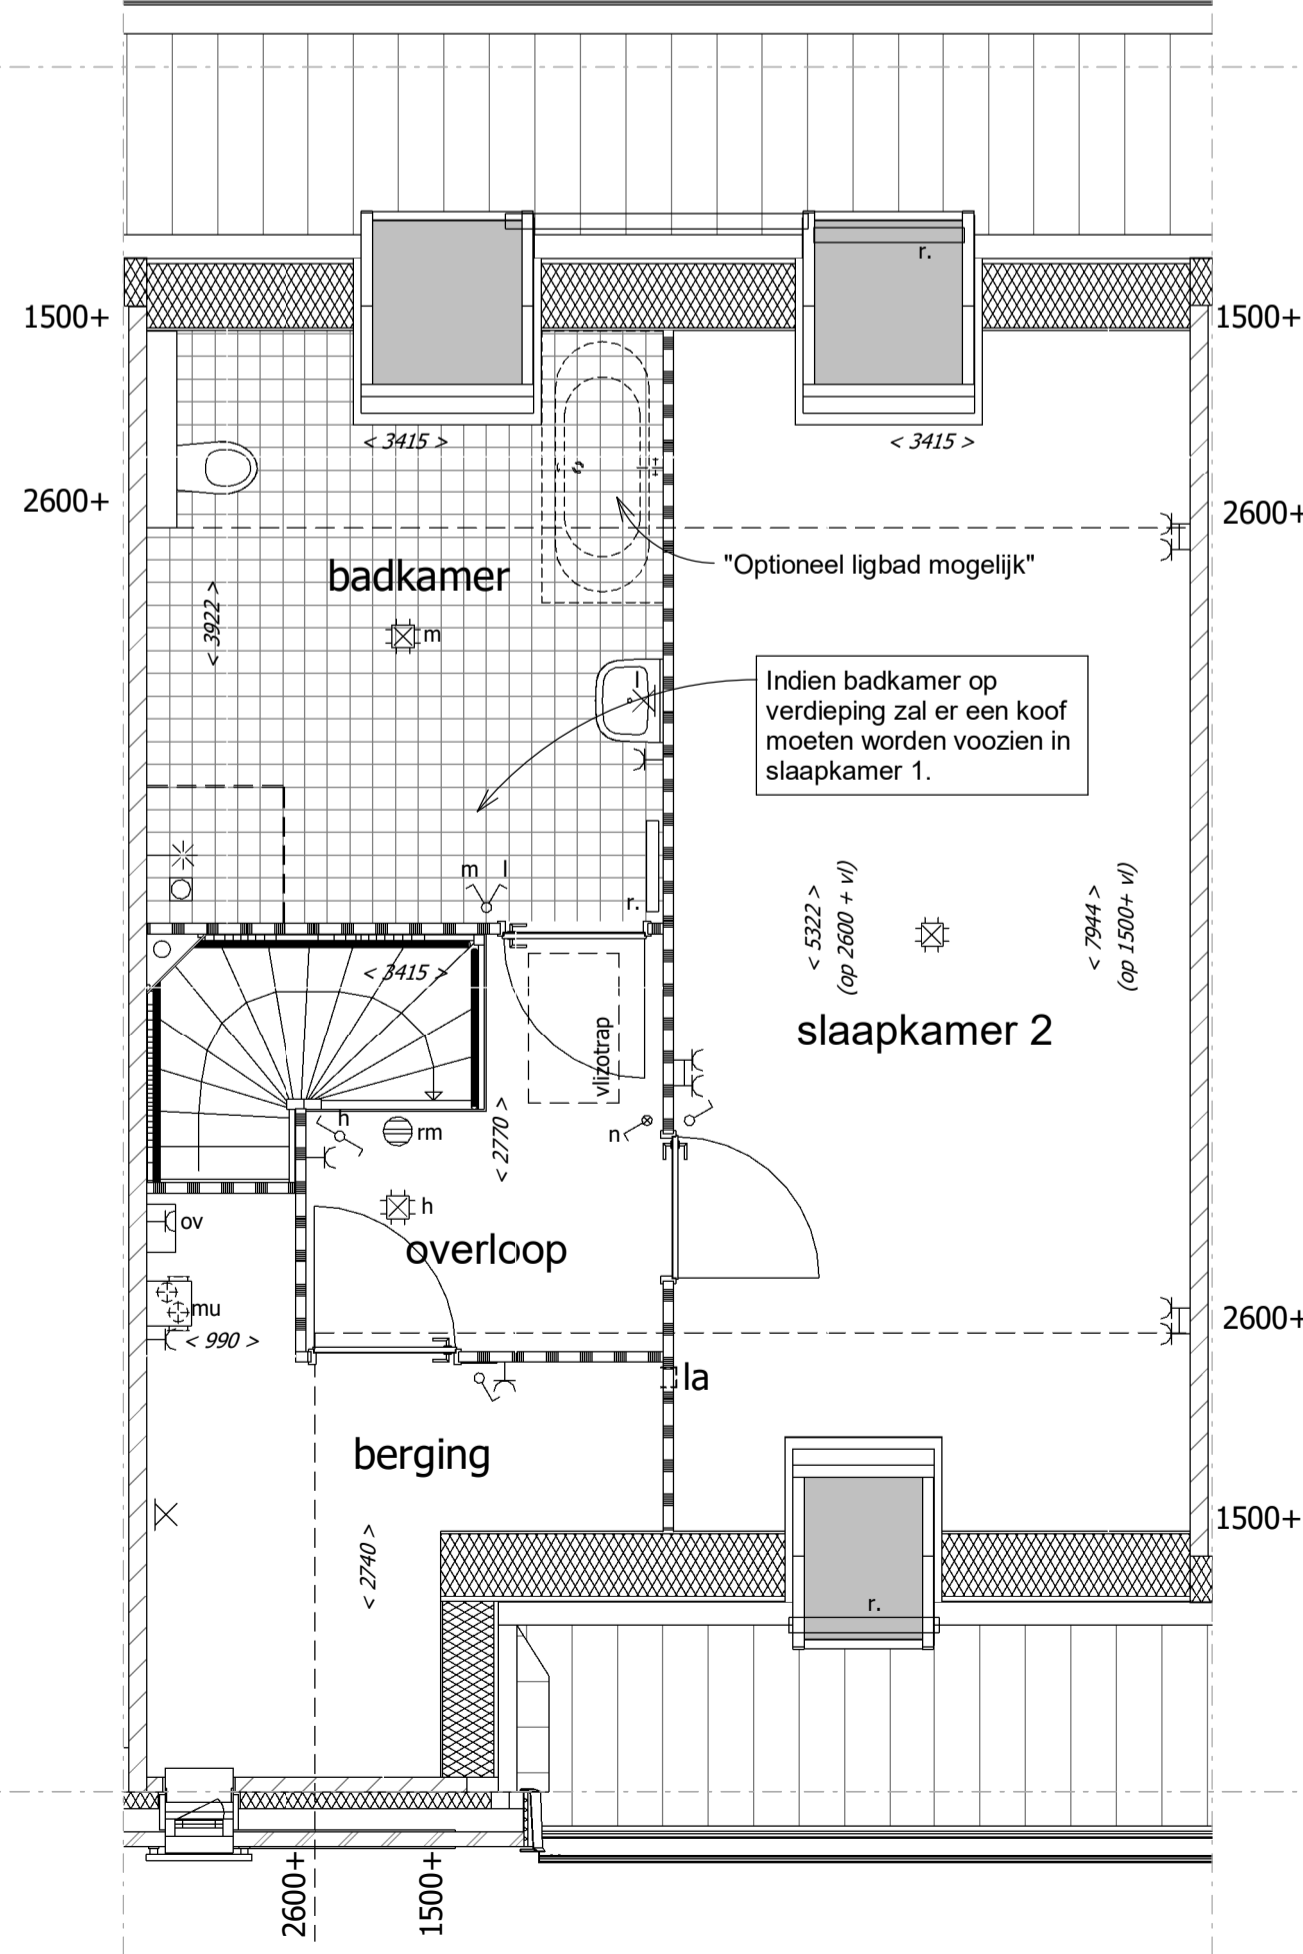 r.
1500+
1500+
< 3415 >
< 3415 >
2600+
2600+
"Optioneel ligbad mogelijk"
badkamer
< 3922 >
m
l
Indien badkamer op
verdieping zal er een koof
moeten worden voozien in
slaapkamer 1.
m l
r.
< 5322 >
(op 2600 + vl)
< 7944 >
(op 1500+ vl)
< 3415 >
slaapkamer 2
vlizotrap
h
rm
< 2770 >
n
h
ov
overloop
mu
< 990 >
2600+
la
berging
1500+
< 2740 >
r.
2600+
1500+